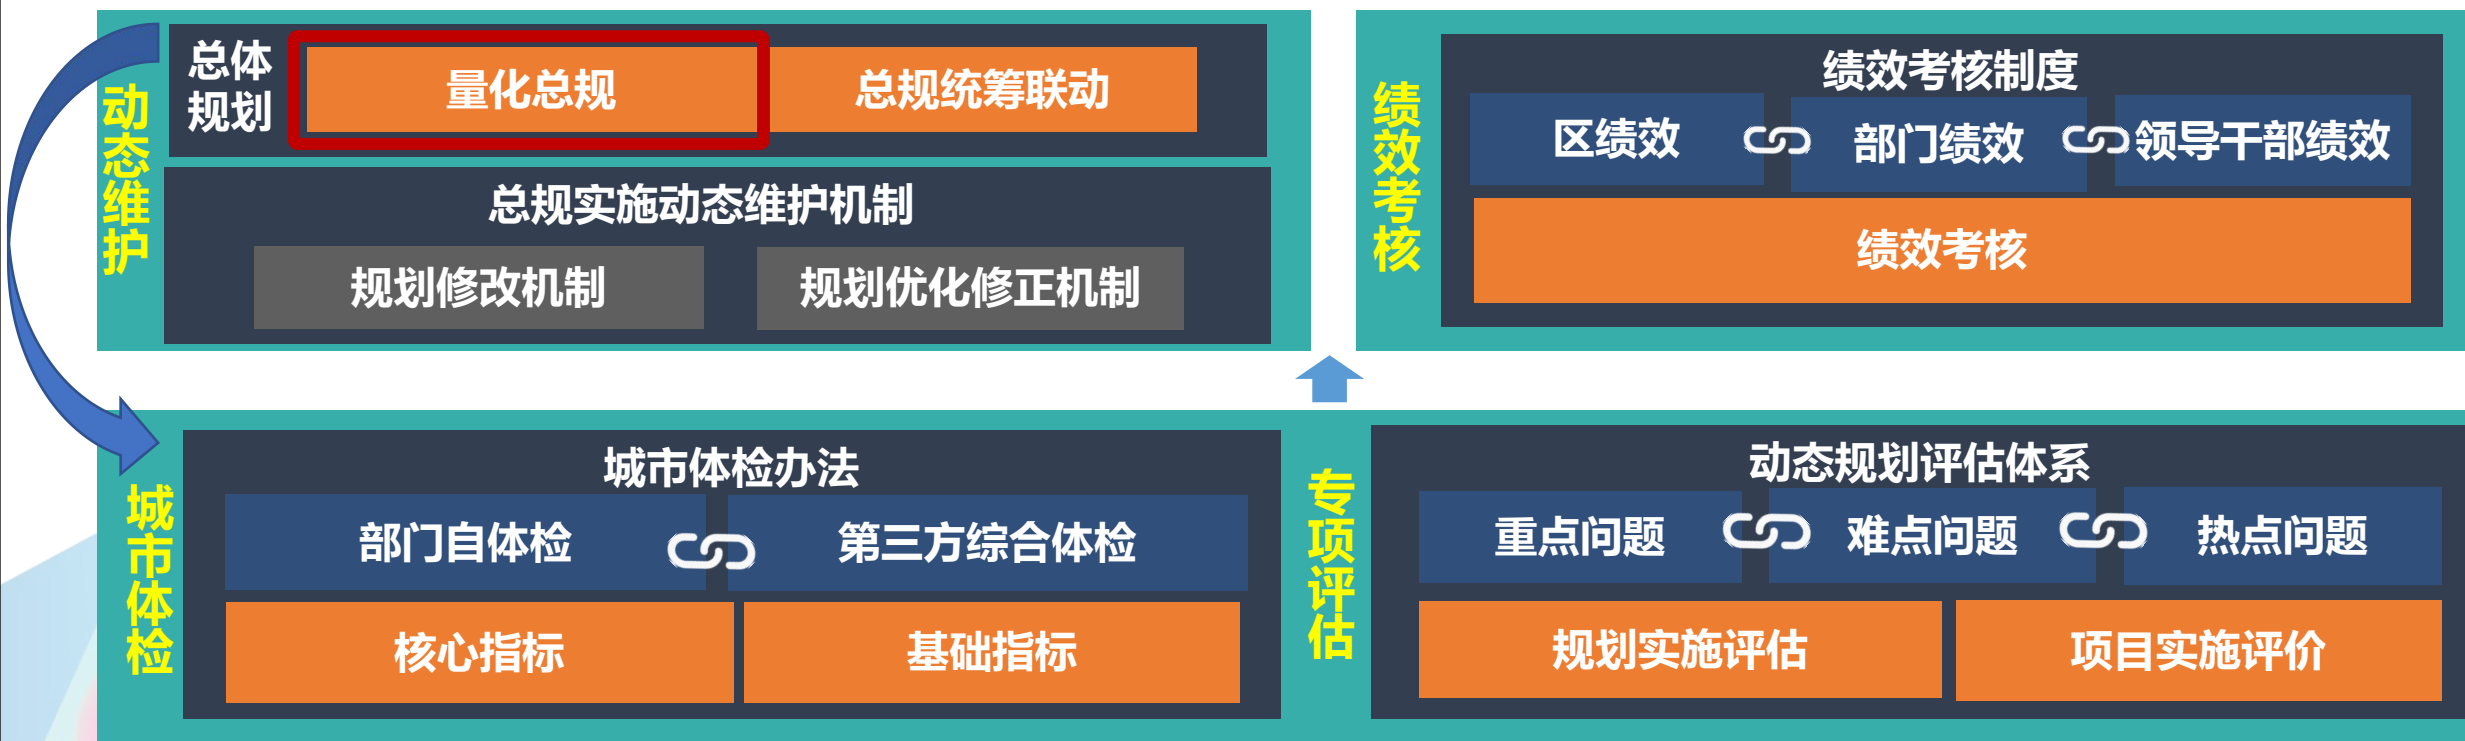 动态维护
总体
规划
量化总规
总规统筹联动
总规实施动态维护机制
规划修改机制
规划优化修正机制
绩效考核
绩效考核制度
区绩效
部门绩效
领导干部绩效
绩效考核
城市体检
城市体检办法
部门自体检
第三方综合体检
核心指标
基础指标
专项评估
动态规划评估体系
重点问题
难点问题
热点问题
规划实施评估
项目实施评价